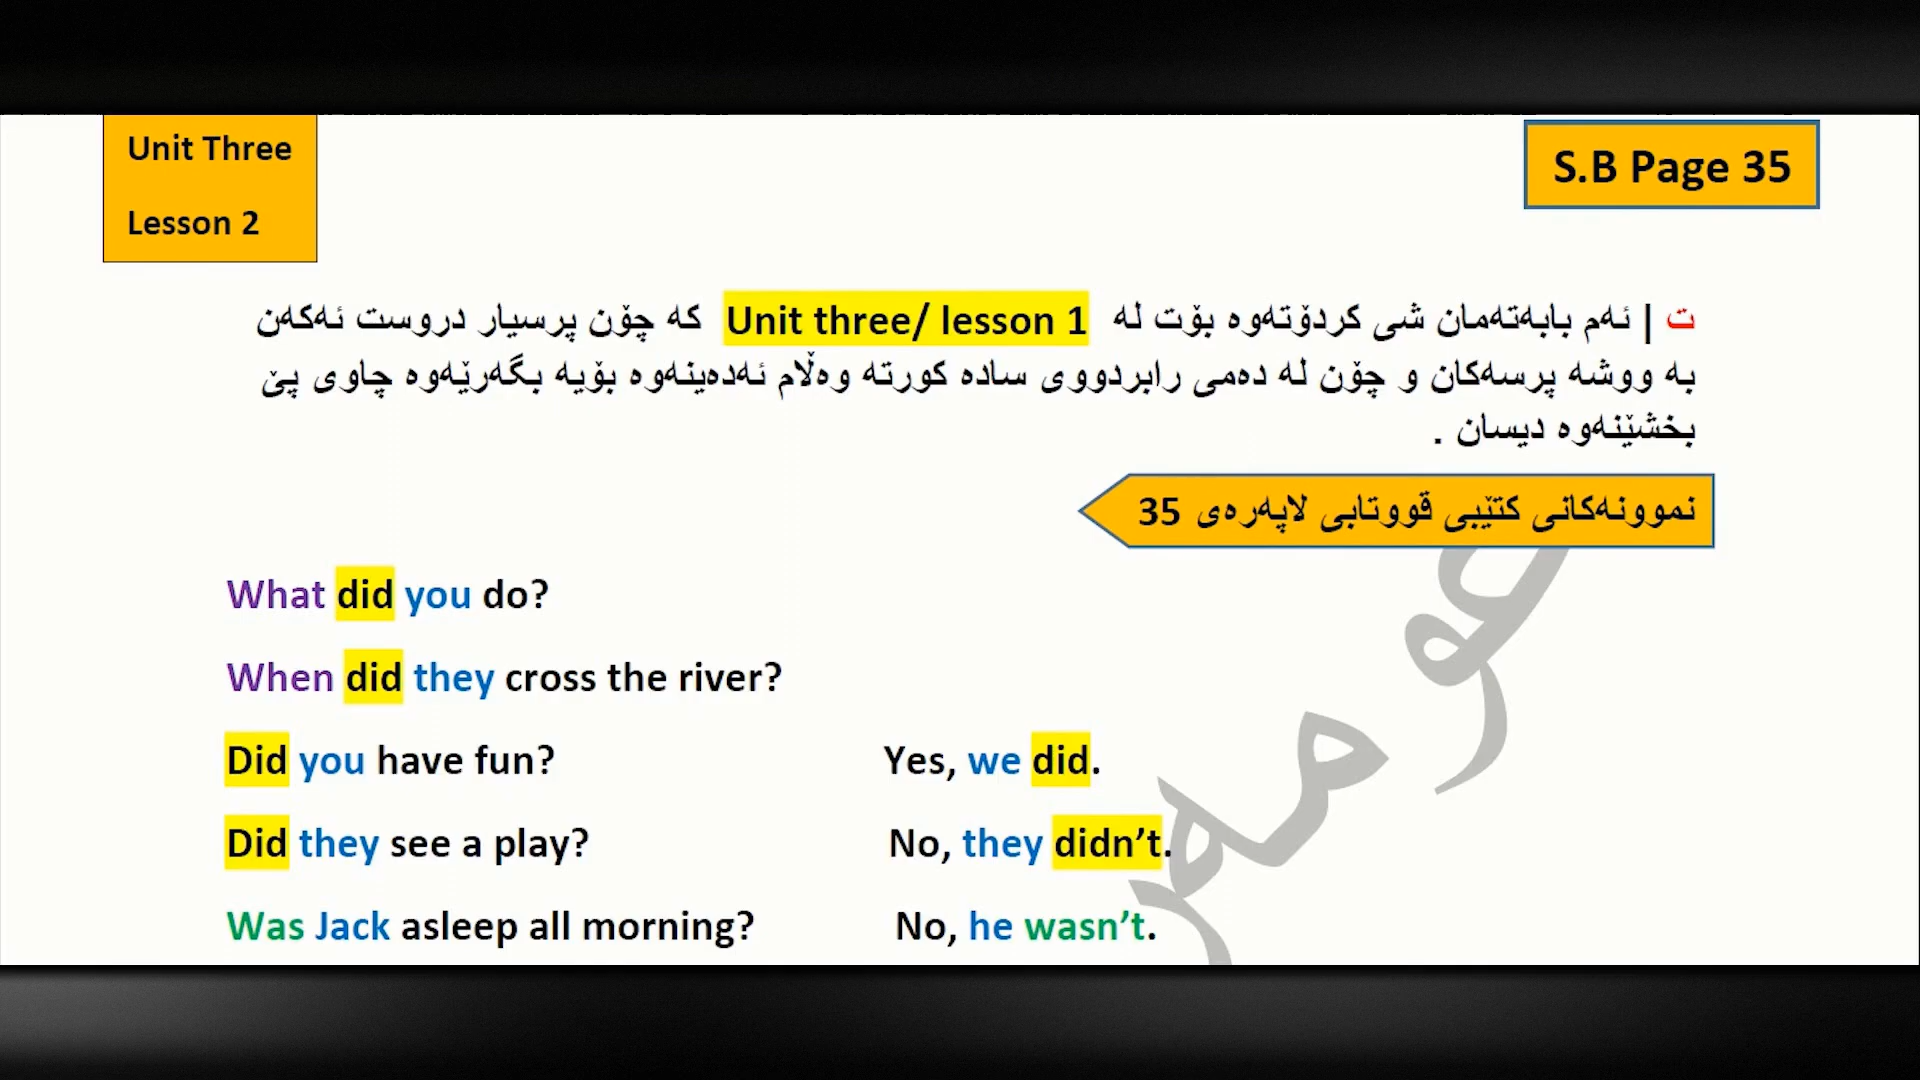 Unit Three
Lesson 2
S.B Page 35
ت | ئەم بابەتەمان شی کردۆتەوە بۆت لە Unit three/ lesson 1 کە چۆن پرسیار دروست ئەکەن
بە ووشە پرسەکان و چۆن لە دەمی رابردووی سادە کورتە وەڵام ئەدەینەوە بۆیە بگەرێەوە چاوی پێ
بخشێنەوە دیسان .
نموونەکانی کتێبی قووتابی لاپەرەی 35
What did you do?
When did they cross the river?
Did you have fun? Yes, we did.
Did they see a play? No, they didn’t.
Was Jack asleep all morning? No, he wasn’t.
عومەر